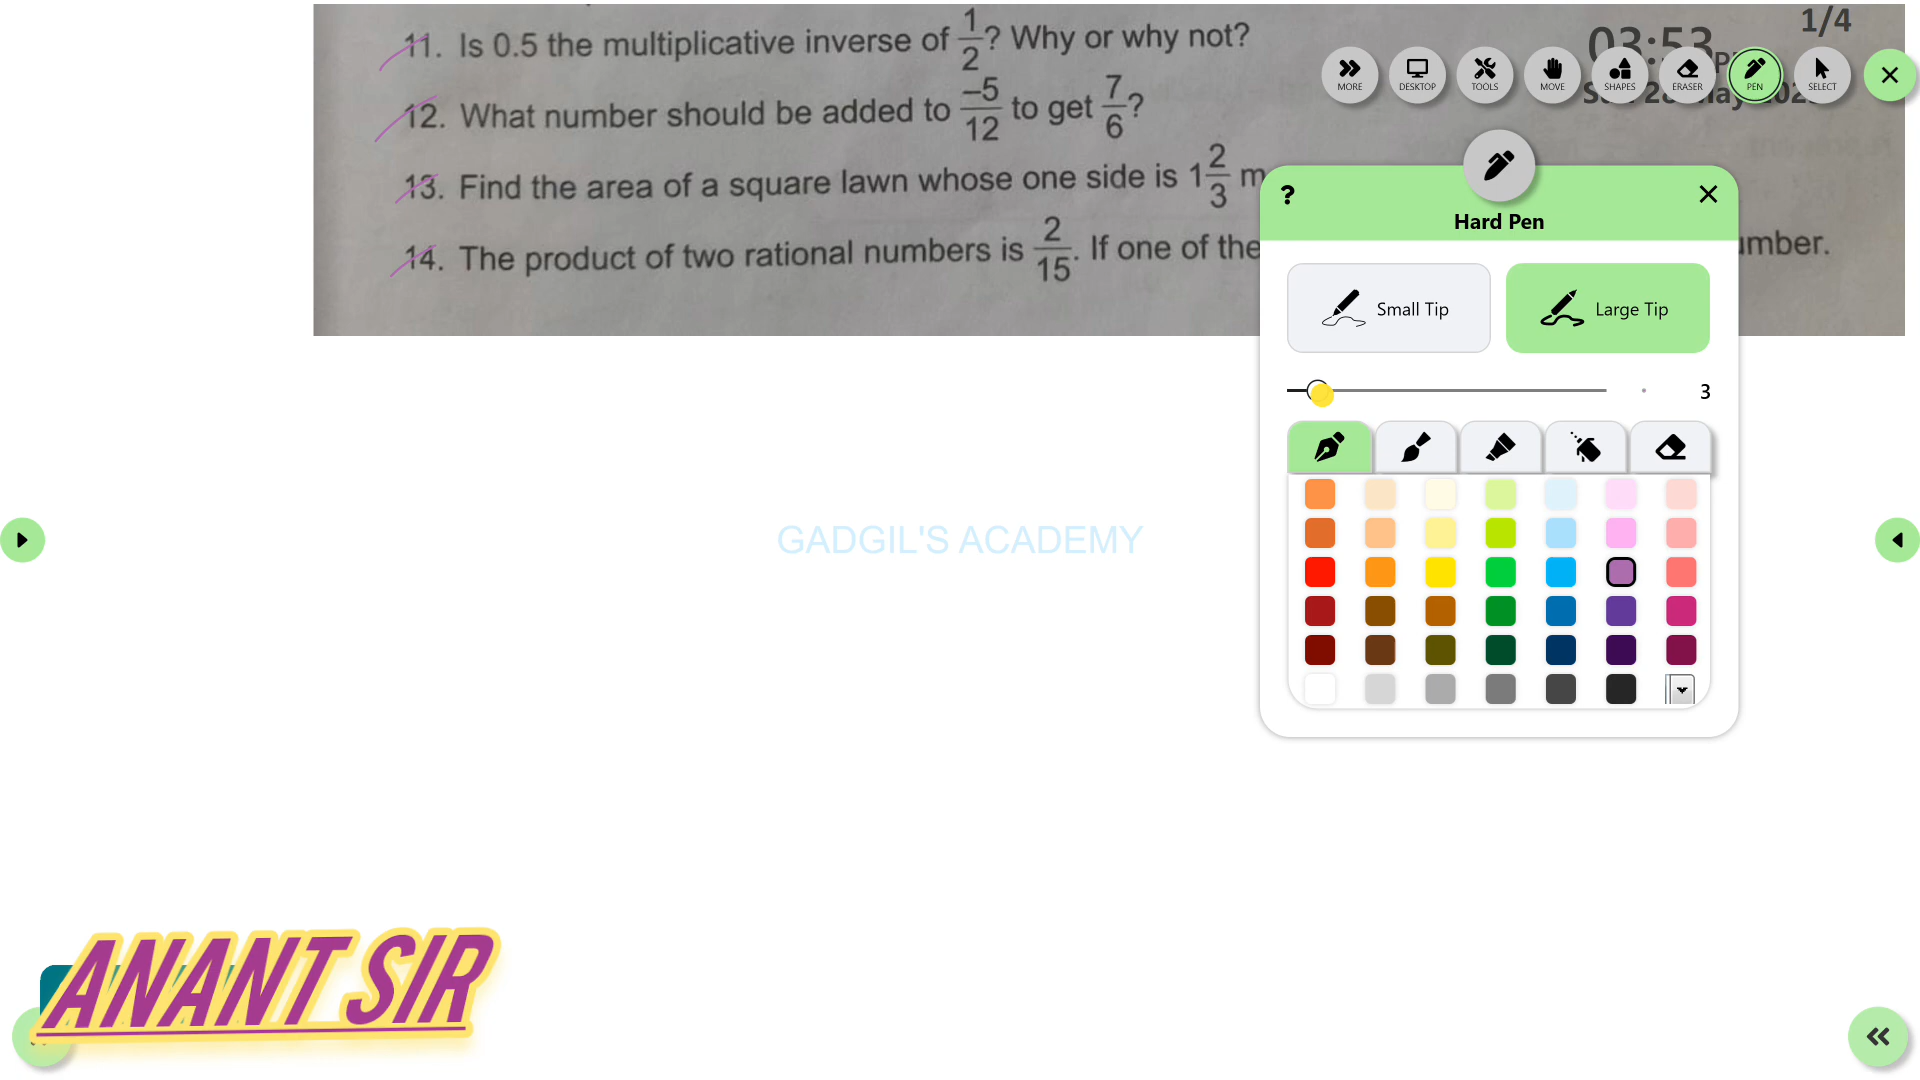 11. Is 0.5 the multiplicative inverse of 1/2? Why or why not?
12. What number should be added to -5/12 to get 7/6?
13. Find the area of a square lawn whose one side is 1 2/3 m
14. The product of two rational numbers is 2/15. If one of the
umber.
03:53
1/4
MORE
DESKTOP
TOOLS
MOVE
SHAPES
ERASER
PEN
SELECT
?
Hard Pen
Small Tip
Large Tip
3
GADGIL'S ACADEMY
ANANT SIR